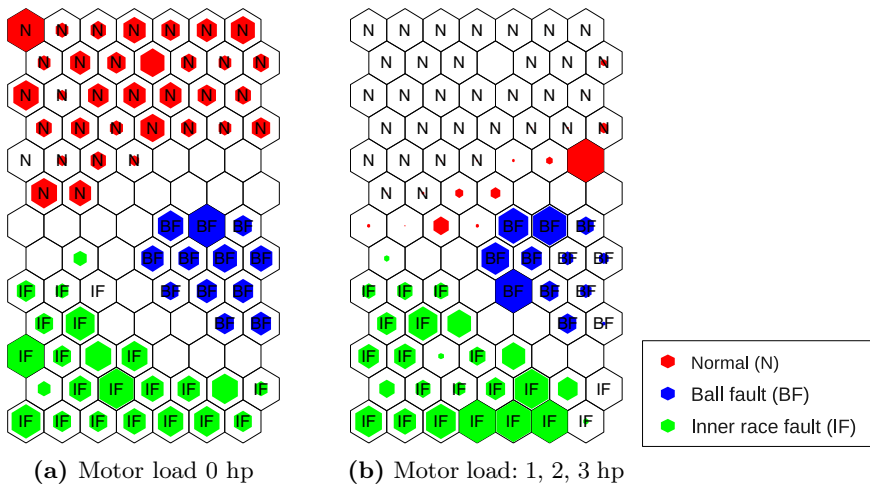 N N N N N N N N N N N N N N
N N N N N N N N N N N N
N N N N N N N N N N N N N N
N N N N N N N N N N N N N N
N N N N N N N N
N N N N
BF BF BF BF BF BF
BF BF BF BF BF BF BF BF
IF IF IF BF BF BF IF IF IF BF BF BF
IF IF BF BF IF IF BF BF
IF IF IF IF IF IF
IF IF IF IF IF IF IF IF IF IF
IF IF IF IF IF IF IF IF IF IF IF IF IF IF
Normal (N)
Ball fault (BF)
Inner race fault (IF)
(a) Motor load 0 hp
(b) Motor load: 1, 2, 3 hp